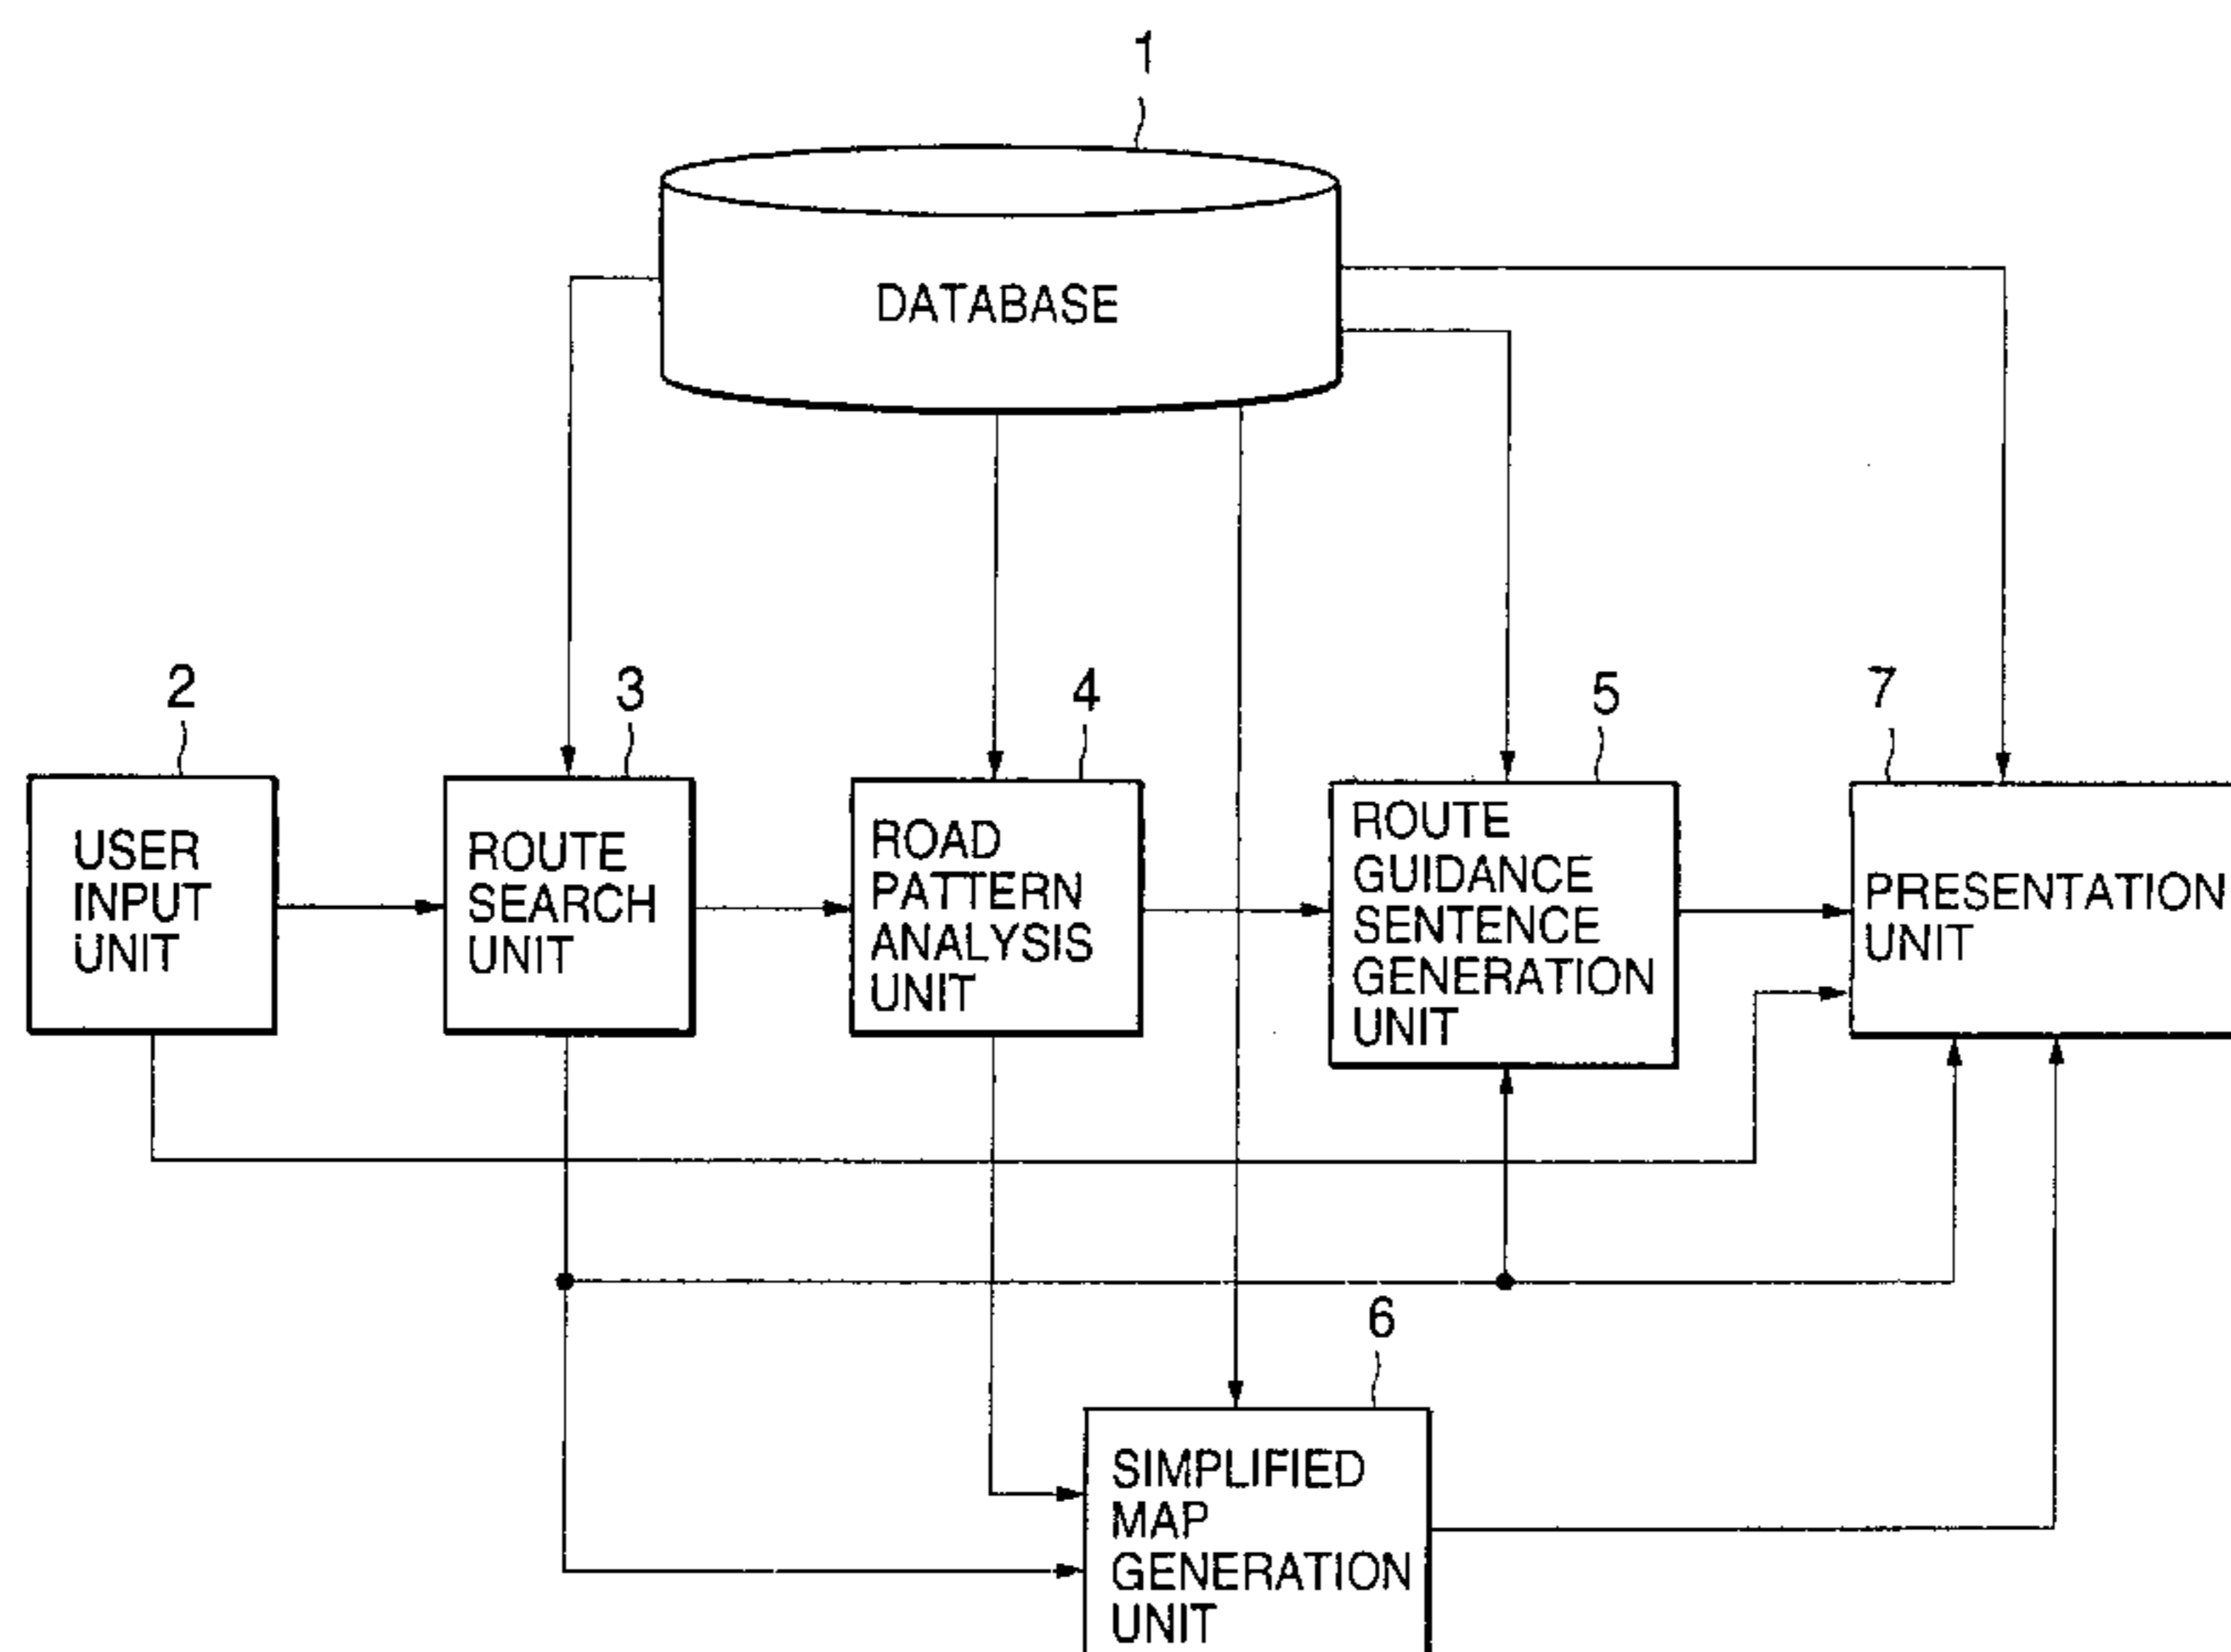 1
DATABASE
2
USER
INPUT
UNIT
3
ROUTE
SEARCH
UNIT
4
ROAD
PATTERN
ANALYSIS
UNIT
5
ROUTE
GUIDANCE
SENTENCE
GENERATION
UNIT
7
PRESENTATION
UNIT
6
SIMPLIFIED
MAP
GENERATION
UNIT